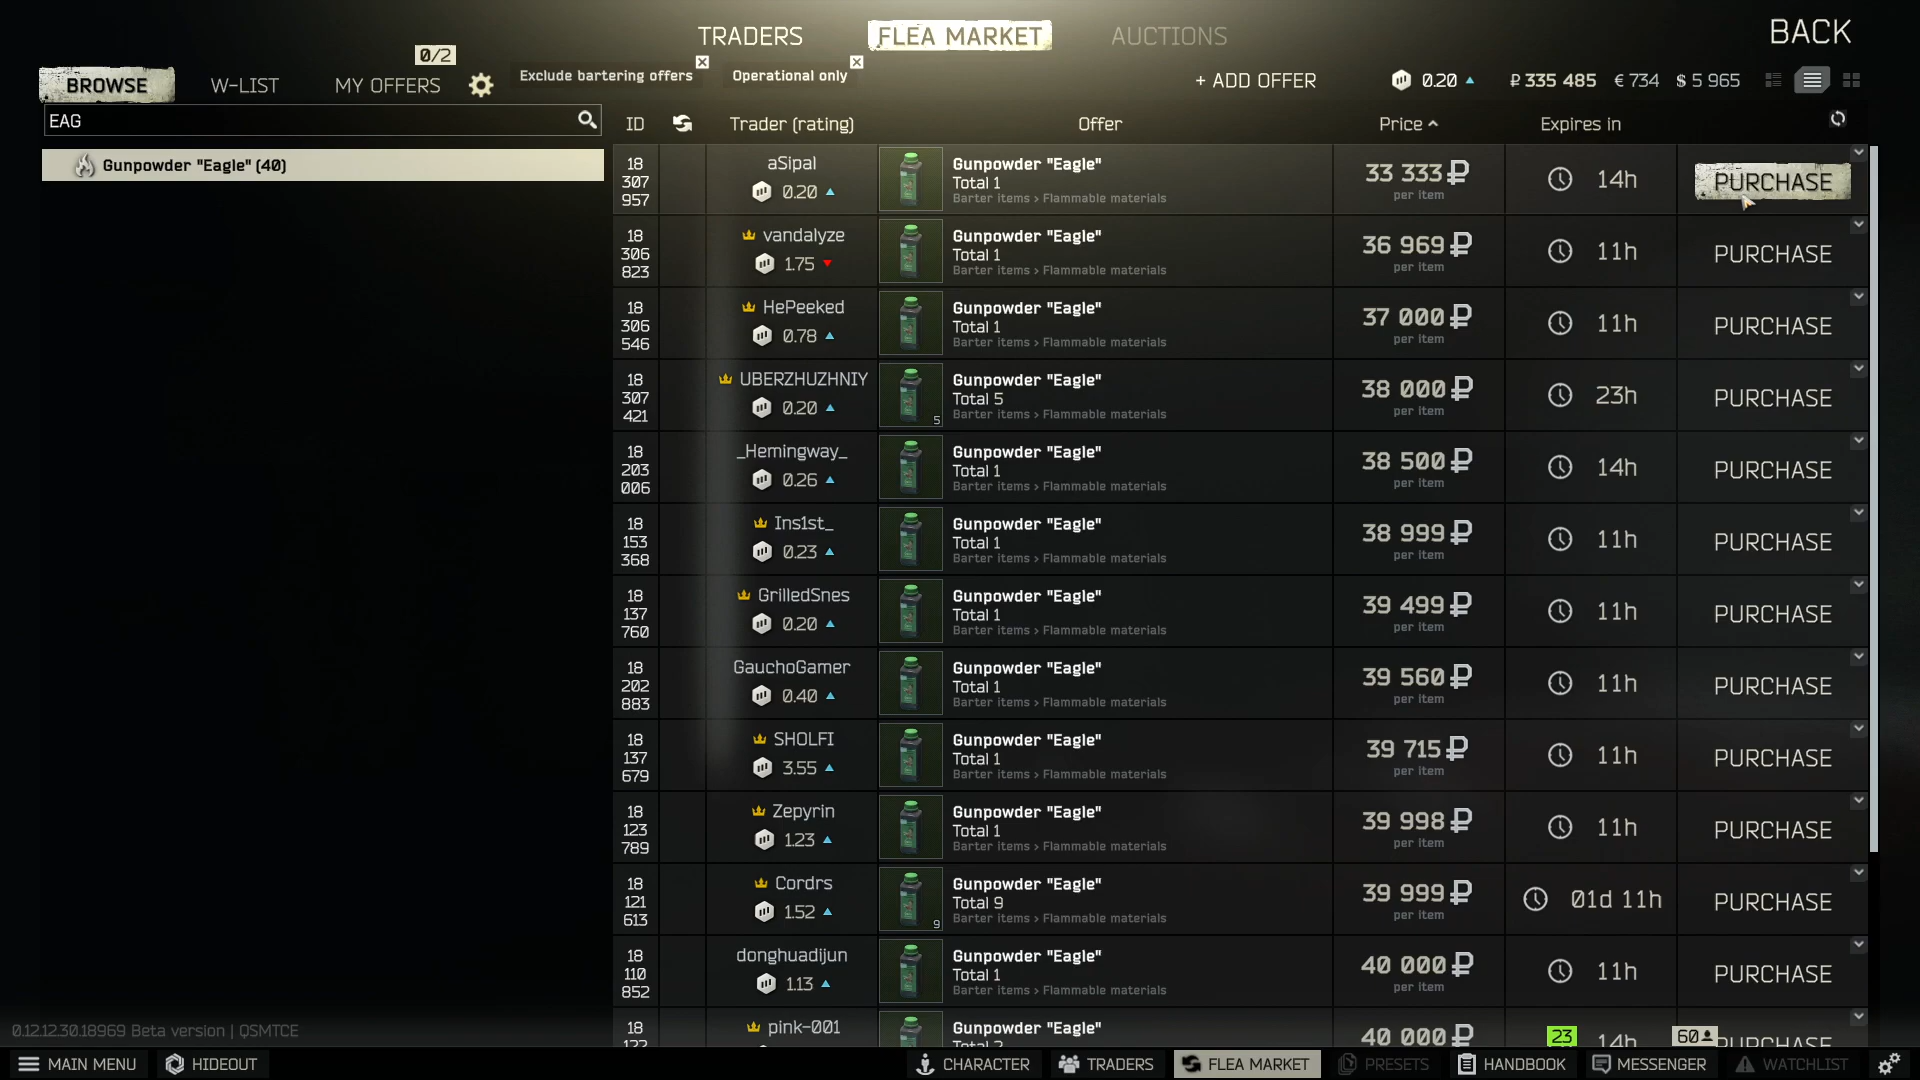 TRADERS
FLEA MARKET
AUCTIONS
BACK
BROWSE
W-LIST
0/2
MY OFFERS
Exclude bartering offers
Operational only
+ ADD OFFER
0.20
₽ 335 485
€ 734
$ 5 965
EAG
Gunpowder "Eagle" (40)
ID
Trader (rating)
Offer
Price
Expires in
18
307
957
aSipal
0.20
Gunpowder "Eagle"
Total 1
Barter items > Flammable materials
33 333 ₽
per item
14h
PURCHASE
18
306
823
vandalyze
1.75
Gunpowder "Eagle"
Total 1
Barter items > Flammable materials
36 969 ₽
per item
11h
PURCHASE
18
306
546
HePeeked
0.78
Gunpowder "Eagle"
Total 1
Barter items > Flammable materials
37 000 ₽
per item
11h
PURCHASE
18
307
421
UBERZHUZHNIY
0.20
5
Gunpowder "Eagle"
Total 5
Barter items > Flammable materials
38 000 ₽
per item
23h
PURCHASE
18
203
006
_Hemingway_
0.26
Gunpowder "Eagle"
Total 1
Barter items > Flammable materials
38 500 ₽
per item
14h
PURCHASE
18
153
368
Ins1st_
0.23
Gunpowder "Eagle"
Total 1
Barter items > Flammable materials
38 999 ₽
per item
11h
PURCHASE
18
137
760
GrilledSnes
0.20
Gunpowder "Eagle"
Total 1
Barter items > Flammable materials
39 499 ₽
per item
11h
PURCHASE
18
202
883
GauchoGamer
0.40
Gunpowder "Eagle"
Total 1
Barter items > Flammable materials
39 560 ₽
per item
11h
PURCHASE
18
137
679
SHOLFI
3.55
Gunpowder "Eagle"
Total 1
Barter items > Flammable materials
39 715 ₽
per item
11h
PURCHASE
18
123
789
Zepyrin
1.23
Gunpowder "Eagle"
Total 1
Barter items > Flammable materials
39 998 ₽
per item
11h
PURCHASE
18
121
613
Cordrs
1.52
9
Gunpowder "Eagle"
Total 9
Barter items > Flammable materials
39 999 ₽
per item
01d 11h
PURCHASE
18
110
852
donghuadijun
1.13
Gunpowder "Eagle"
Total 1
Barter items > Flammable materials
40 000 ₽
per item
11h
PURCHASE
18
pink-001
Gunpowder "Eagle"
40 000 ₽
14h
23
60
0.12.12.30.18969 Beta version | QSMTCE
MAIN MENU
HIDEOUT
CHARACTER
TRADERS
FLEA MARKET
PRESETS
HANDBOOK
MESSENGER
WATCHLIST